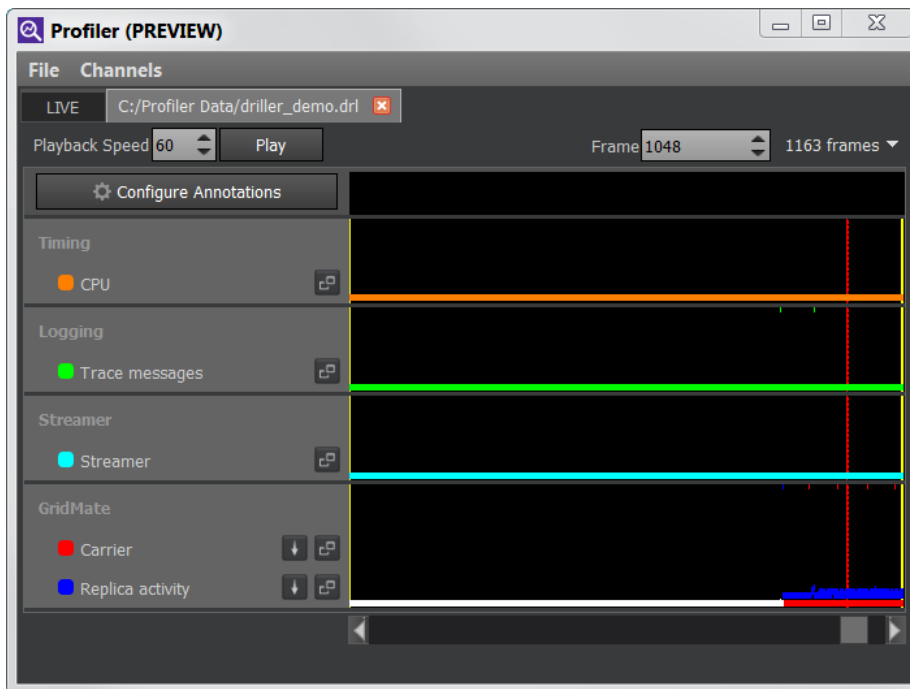 Profiler (PREVIEW)
File Channels
LIVE C:/Profiler Data/driller_demo.drl
Playback Speed 60 Play Frame 1048 1163 frames
Configure Annotations
Timing
CPU
Logging
Trace messages
Streamer
Streamer
GridMate
Carrier
Replica activity